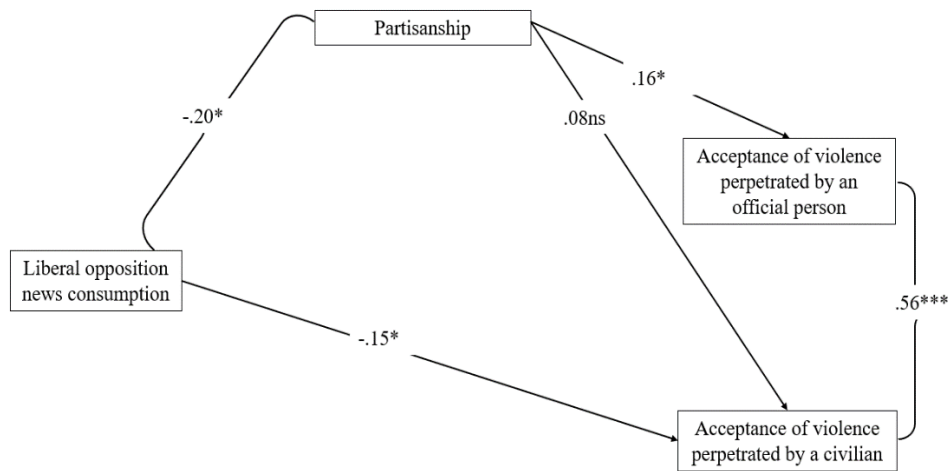 Partisanship
.16*
-.20*
.08ns
Acceptance of violence
perpetrated by an
official person
Liberal opposition
news consumption
.56***
-.15*
Acceptance of violence
perpetrated by a civilian